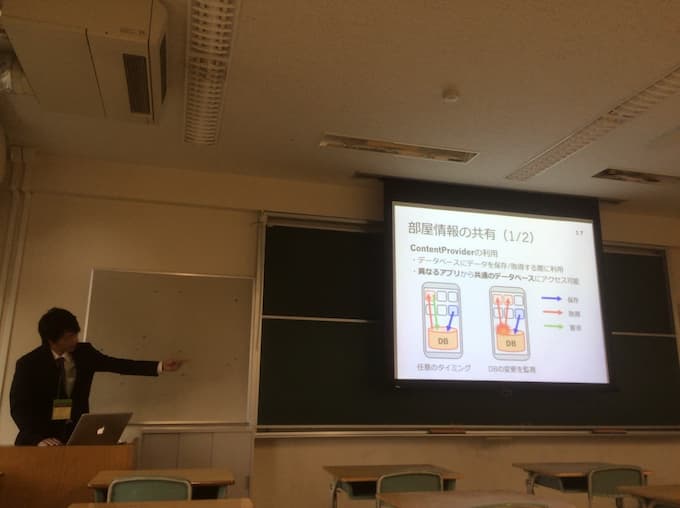 部屋情報の共有（1/2）
17
ContentProviderの利用
・データベースにデータを保存/取得する際に利用
・異なるアプリから共通のデータベースにアクセス可能
DB
DB
保存
取得
要求
任意のタイミング
DBの変更を監視